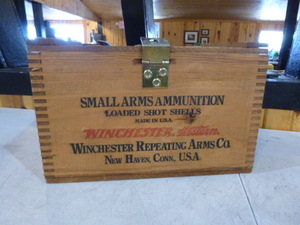 SMALL ARMS AMMUNITION
LOADED SHOT SHELLS
MADE IN U.S.A.
WINCHESTER Western
WINCHESTER REPEATING ARMS CO.
NEW HAVEN, CONN., U.S.A.